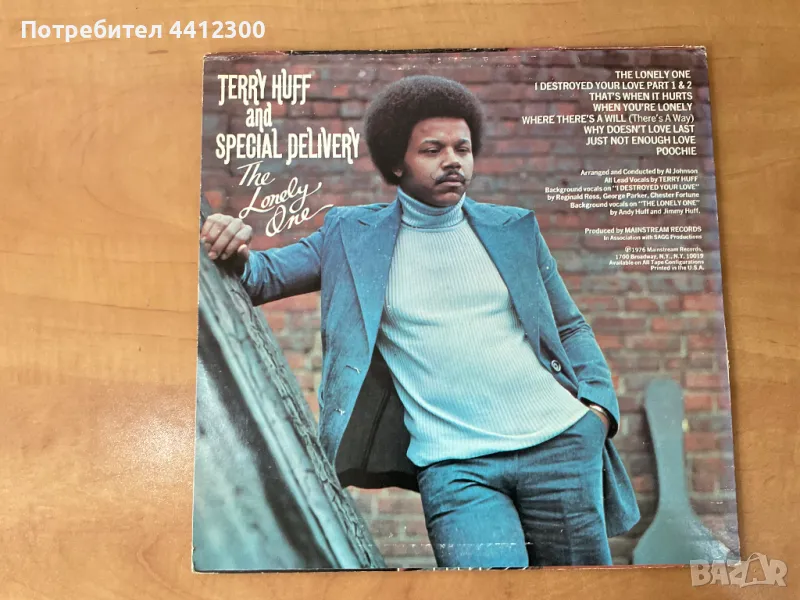 Потребител 4412300
TERRY HUFF
and
SPECIAL DELIVERY
The
Lonely
One
THE LONELY ONE
I DESTROYED YOUR LOVE PART 1 & 2
THAT'S WHEN IT HURTS
WHEN YOU'RE LONELY
WHERE THERE'S A WILL (There's A Way)
WHY DOESN'T LOVE LAST
JUST NOT ENOUGH LOVE
POOCHIE
Arranged and Conducted by Al Johnson
All Lead Vocals by TERRY HUFF
Background vocals on "I DESTROYED YOUR LOVE"
by Reginald Ross, George Parker, Chester Fortune
Background vocals on "THE LONELY ONE"
by Andy Huff and Jimmy Huff.
Produced by MAINSTREAM RECORDS
In Association with SAGG Productions
℗1976 Mainstream Records,
1700 Broadway, N.Y., N.Y. 10019
Available on All Tape Configurations
Printed in the U.S.A.
BAZAR